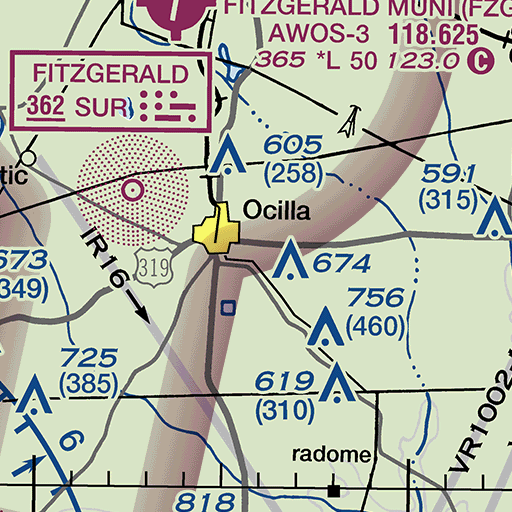 FITZGERALD MUNI (FZG
AWOS-3 118.625
365 *L 50 123.0 C
FITZGERALD
362 SUR
605
(258)
591
(315)
tic
Ocilla
IR16
319
673
349)
674
756
(460)
725
(385)
619
(310)
VR1002
6
radome
818